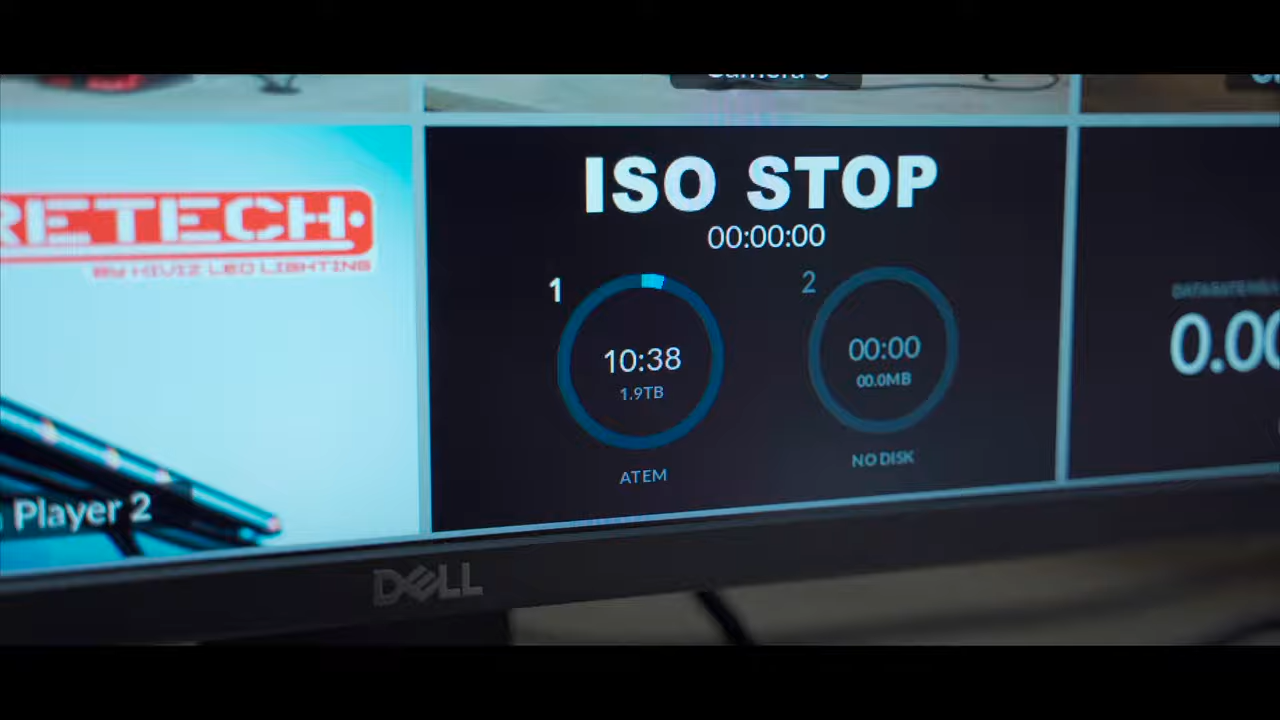 ISO STOP
00:00:00
RETECH
BY HIVIZ LED LIGHTING
1
10:38
1.9TB
ATEM
2
00:00
00.0MB
NO DISK
0.00
Player 2
DELL